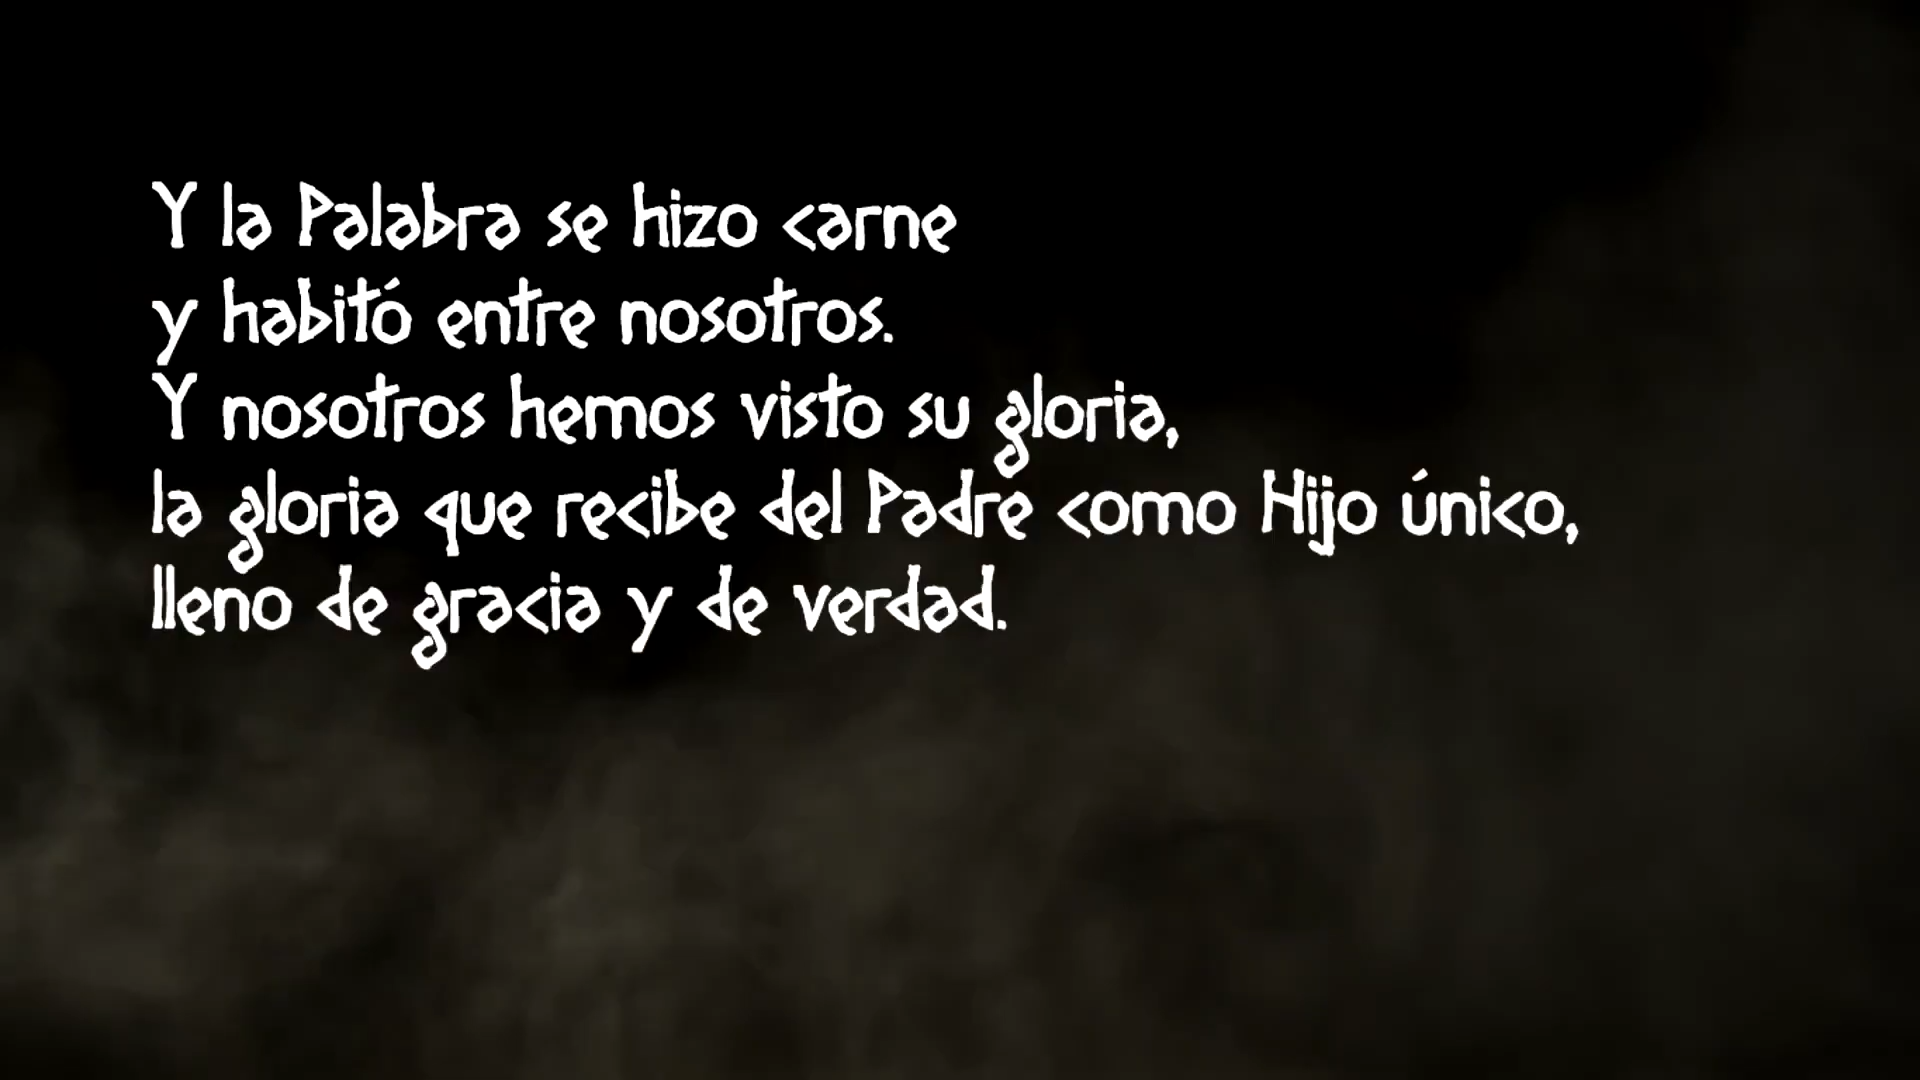 Y la Palabra se hizo carne
y habitó entre nosotros.
Y nosotros hemos visto su gloria,
la gloria que recibe del Padre como Hijo único,
lleno de gracia y de verdad.